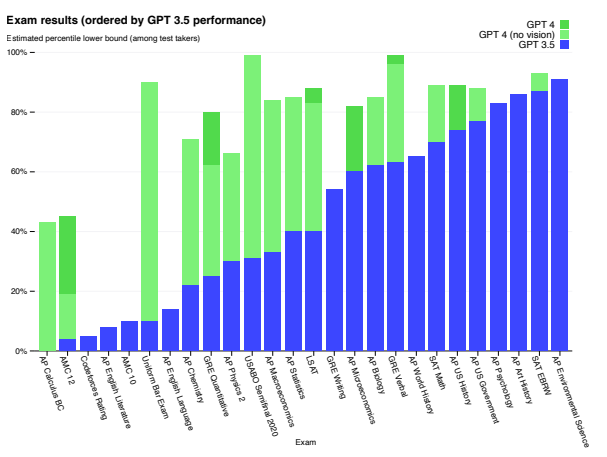 Exam results (ordered by GPT 3.5 performance)
Estimated percentile lower bound (among test takers)
GPT 4
GPT 4 (no vision)
GPT 3.5
100%
80%
60%
40%
20%
0%
AP Calculus BC
AMC 12
Codeforces Rating
AP English Literature
AMC 10
Uniform Bar Exam
AP English Language
AP Chemistry
GRE Quantitative
AP Physics 2
USABO Semifinal 2020
AP Macroeconomics
AP Statistics
LSAT
GRE Writing
AP Microeconomics
AP Biology
GRE Verbal
AP World History
SAT Math
AP US History
AP US Government
AP Psychology
AP Art History
SAT EBRW
AP Environmental Science
Exam